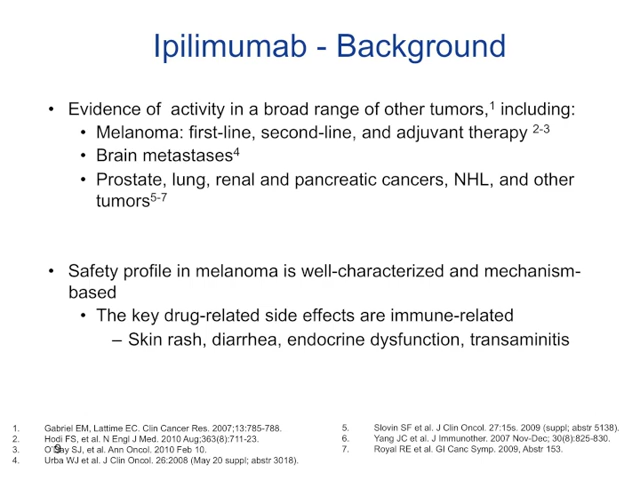 Ipilimumab - Background
• Evidence of activity in a broad range of other tumors,1 including:
• Melanoma: first-line, second-line, and adjuvant therapy 2-3
• Brain metastases4
• Prostate, lung, renal and pancreatic cancers, NHL, and other
tumors5-7
• Safety profile in melanoma is well-characterized and mechanism-
based
• The key drug-related side effects are immune-related
– Skin rash, diarrhea, endocrine dysfunction, transaminitis
1. Gabriel EM, Lattime EC. Clin Cancer Res. 2007;13:785-788.
2. Hodi FS, et al. N Engl J Med. 2010 Aug;363(8):711-23.
3. SJ, et al. Ann Oncol. 2010 Feb 10.
9
4. Urba WJ et al. J Clin Oncol. 26:2008 (May 20 suppl; abstr 3018).
5. Slovin SF et al. J Clin Oncol. 27:15s. 2009 (suppl; abstr 5138).
6. Yang JC et al. J Immunother. 2007 Nov-Dec; 30(8):825-830.
7. Royal RE et al. GI Canc Symp. 2009, Abstr 153.